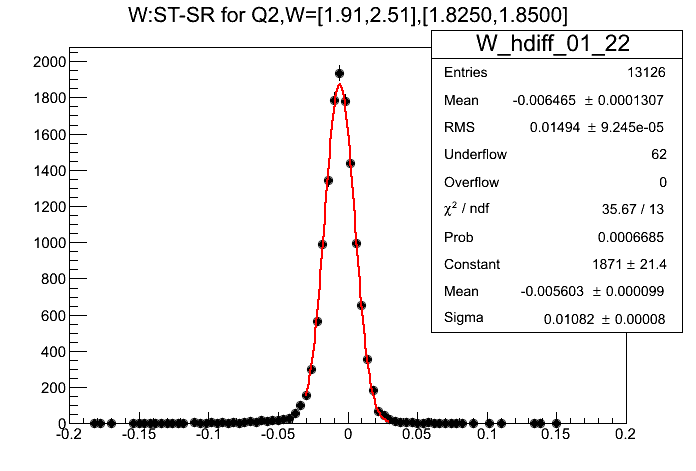 W:ST-SR for Q2,W=[1.91,2.51],[1.8250,1.8500]
W_hdiff_01_22
Entries 13126
Mean -0.006465 ± 0.0001307
RMS 0.01494 ± 9.245e-05
Underflow 62
Overflow 0
χ² / ndf 35.67 / 13
Prob 0.0006685
Constant 1871 ± 21.4
Mean -0.005603 ± 0.000099
Sigma 0.01082 ± 0.00008
2000
1800
1600
1400
1200
1000
800
600
400
200
0
-0.2 -0.15 -0.1 -0.05 0 0.05 0.1 0.15 0.2